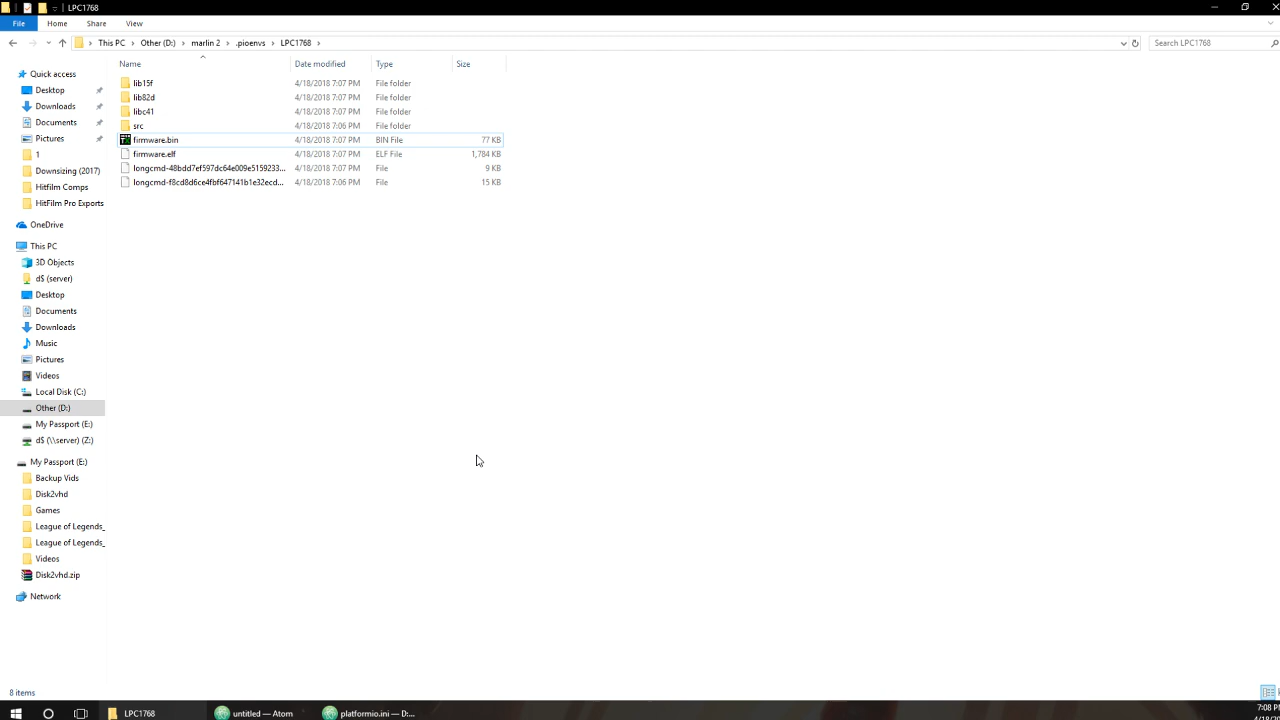 LPC1768
File Home Share View
This PC Other (D:) marlin 2 .pioenvs LPC1768 Search LPC1768
Name Date modified Type Size
Quick access
Desktop
Downloads
Documents
Pictures
1
Downsizing (2017)
Hitfilm Comps
HitFilm Pro Exports
OneDrive
This PC
3D Objects
d$ (server)
Desktop
Documents
Downloads
Music
Pictures
Videos
Local Disk (C:)
Other (D:)
My Passport (E:)
d$ (\\server) (Z:)
My Passport (E:)
Backup Vids
Disk2vhd
Games
League of Legends_
League of Legends_
Videos
Disk2vhd.zip
Network
lib15f 4/18/2018 7:07 PM File folder
lib82d 4/18/2018 7:07 PM File folder
libc41 4/18/2018 7:07 PM File folder
src 4/18/2018 7:06 PM File folder
firmware.bin 4/18/2018 7:07 PM BIN File 77 KB
firmware.elf 4/18/2018 7:07 PM ELF File 1,784 KB
longcmd-48bdd7ef597dc64e009e5159233... 4/18/2018 7:07 PM File 9 KB
longcmd-f8cd8d6ce4fbf647141b1e32ecd... 4/18/2018 7:06 PM File 15 KB
8 items
LPC1768 untitled — Atom platformio.ini — D:... 7:08 PM